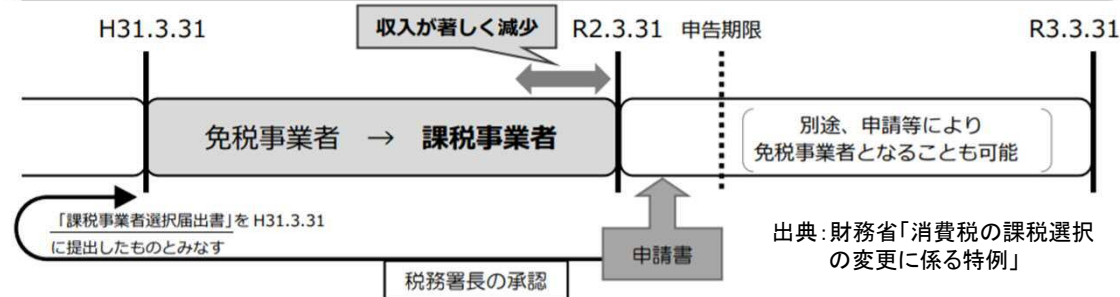 H31.3.31
収入が著しく減少
R2.3.31
申告期限
R3.3.31
免税事業者 → 課税事業者
別途、申請等により
免税事業者となることも可能
「課税事業者選択届出書」を H31.3.31
に提出したものとみなす
申請書
税務署長の承認
出典：財務省「消費税の課税選択
の変更に係る特例」